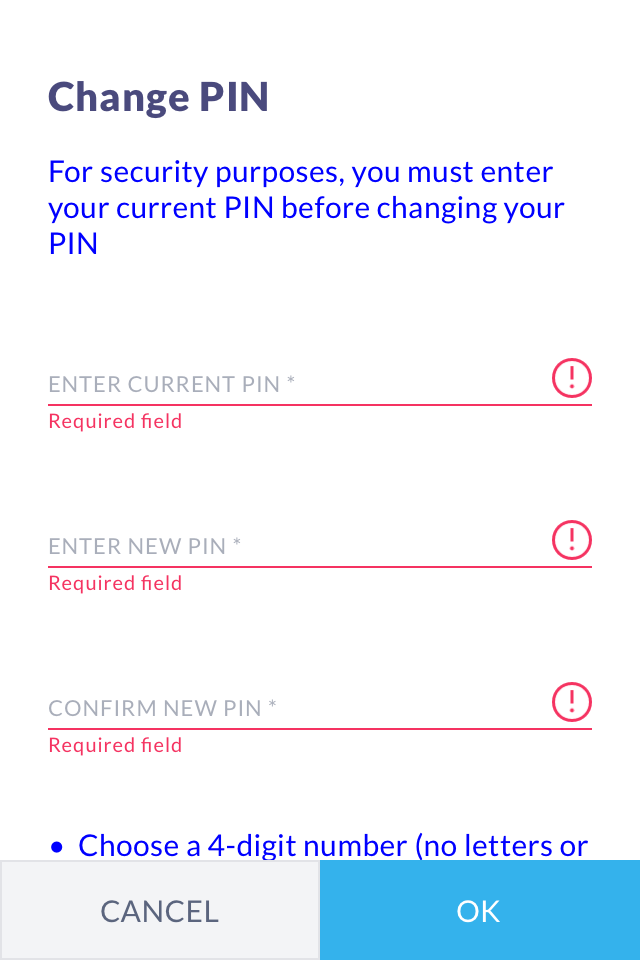 Change PIN
For security purposes, you must enter
your current PIN before changing your
PIN
ENTER CURRENT PIN *
Required field
ENTER NEW PIN *
Required field
CONFIRM NEW PIN *
Required field
• Choose a 4-digit number (no letters or
CANCEL OK